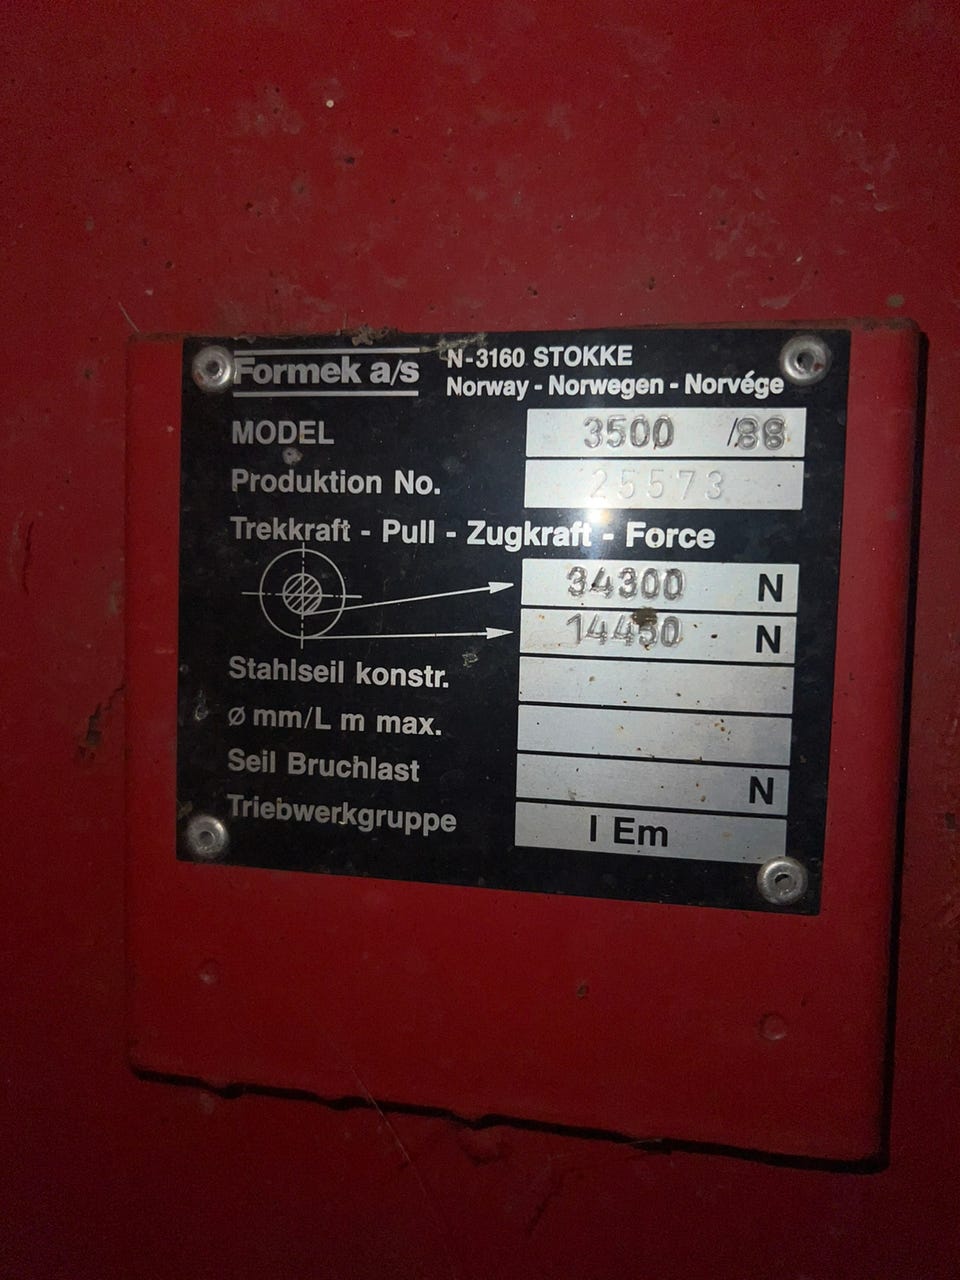 Formek a/s
N-3160 STOKKE
Norway - Norwegen - Norvége
MODEL 3500 /88
Produktion No. 25573
Trekkraft - Pull - Zugkraft - Force
34300 N
14450 N
Stahlseil konstr.
ø mm/L m max.
Seil Bruchlast N
Triebwerkgruppe I Em